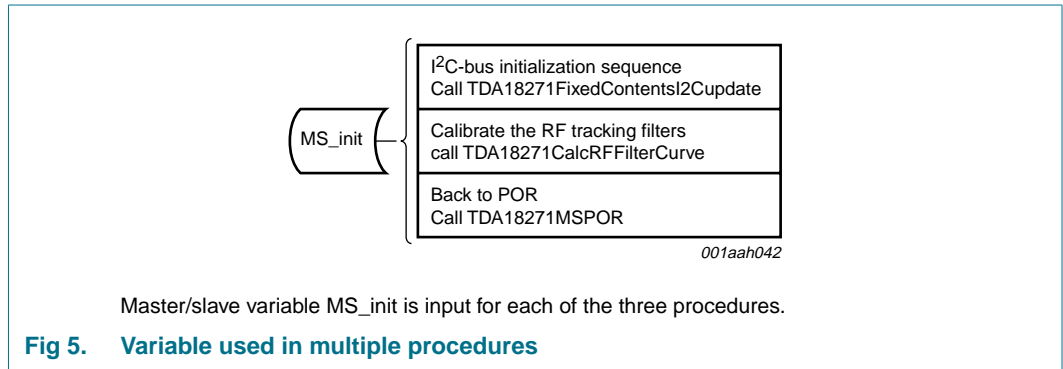 MS_init
I2C-bus initialization sequence
Call TDA18271FixedContentsI2Cupdate
Calibrate the RF tracking filters
call TDA18271CalcRFFilterCurve
Back to POR
Call TDA18271MSPOR
001aah042
Master/slave variable MS_init is input for each of the three procedures.
Fig 5. Variable used in multiple procedures